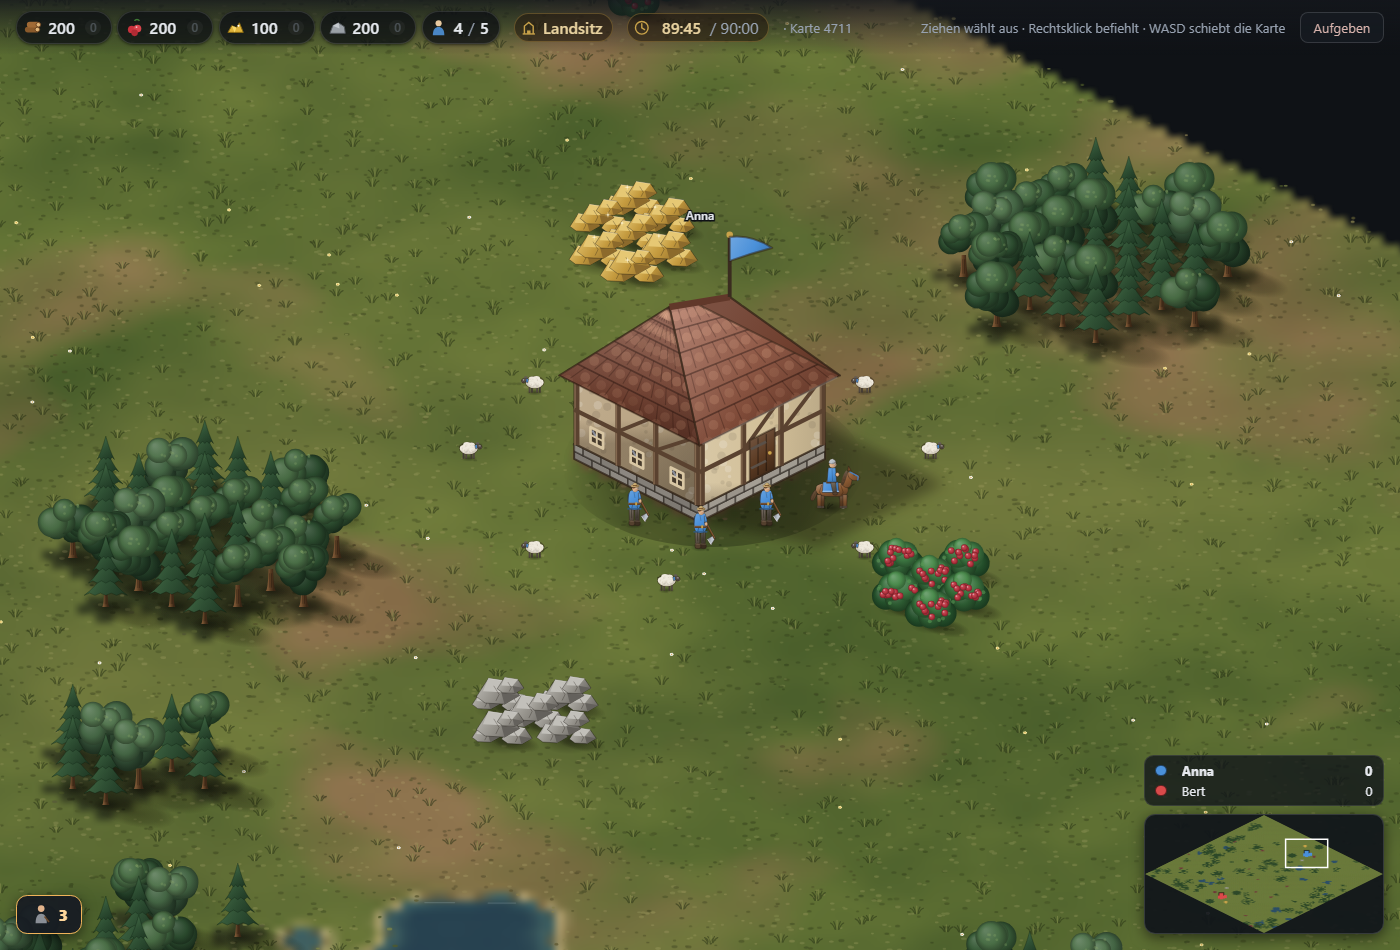 200 0 200 0 100 0 200 0 4 / 5 Landsitz 89:45 / 90:00 · Karte 4711 Ziehen wählt aus · Rechtsklick befiehlt · WASD schiebt die Karte Aufgeben
Anna
Anna 0
Bert 0
3